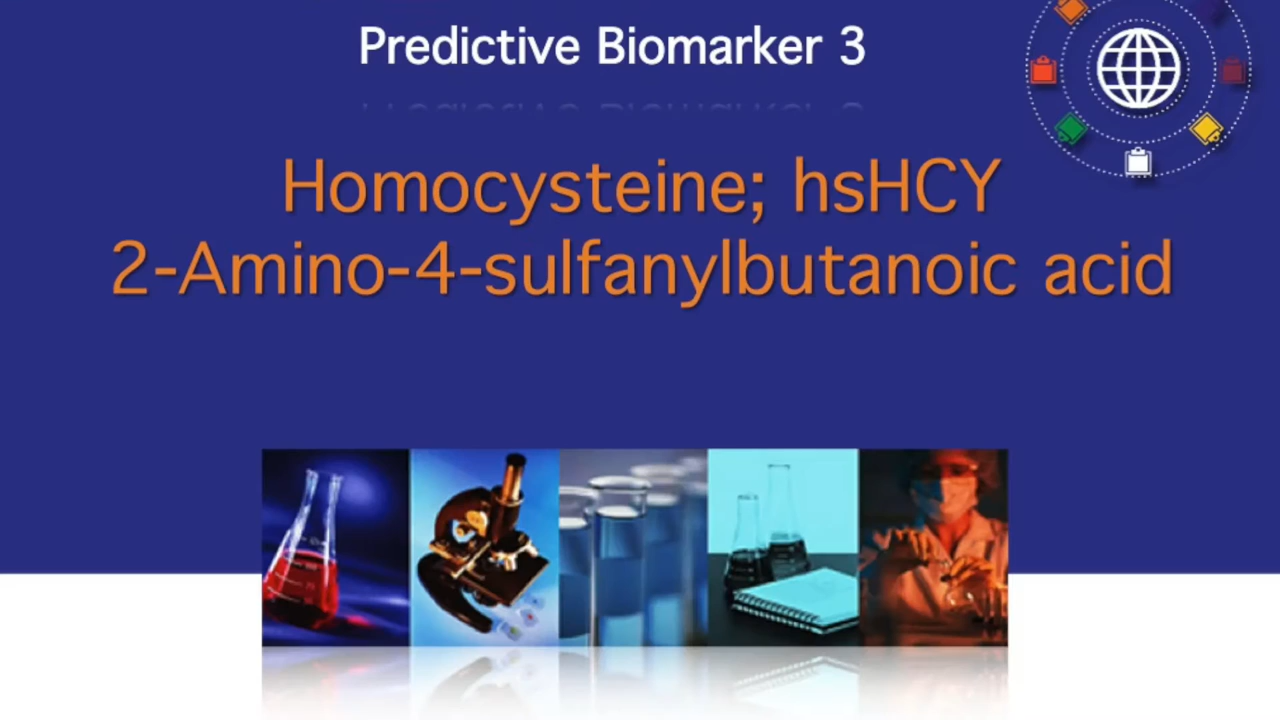 Predictive Biomarker 3
Homocysteine; hsHCY
2-Amino-4-sulfanylbutanoic acid